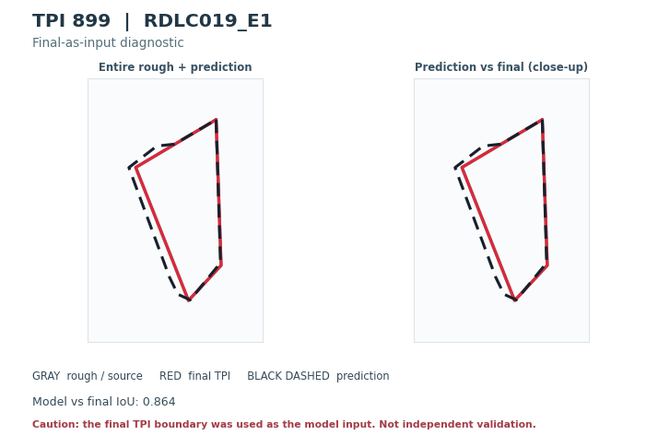 TPI 899 | RDLC019_E1
Final-as-input diagnostic
Entire rough + prediction
Prediction vs final (close-up)
GRAY rough / source RED final TPI BLACK DASHED prediction
Model vs final IoU: 0.864
Caution: the final TPI boundary was used as the model input. Not independent validation.